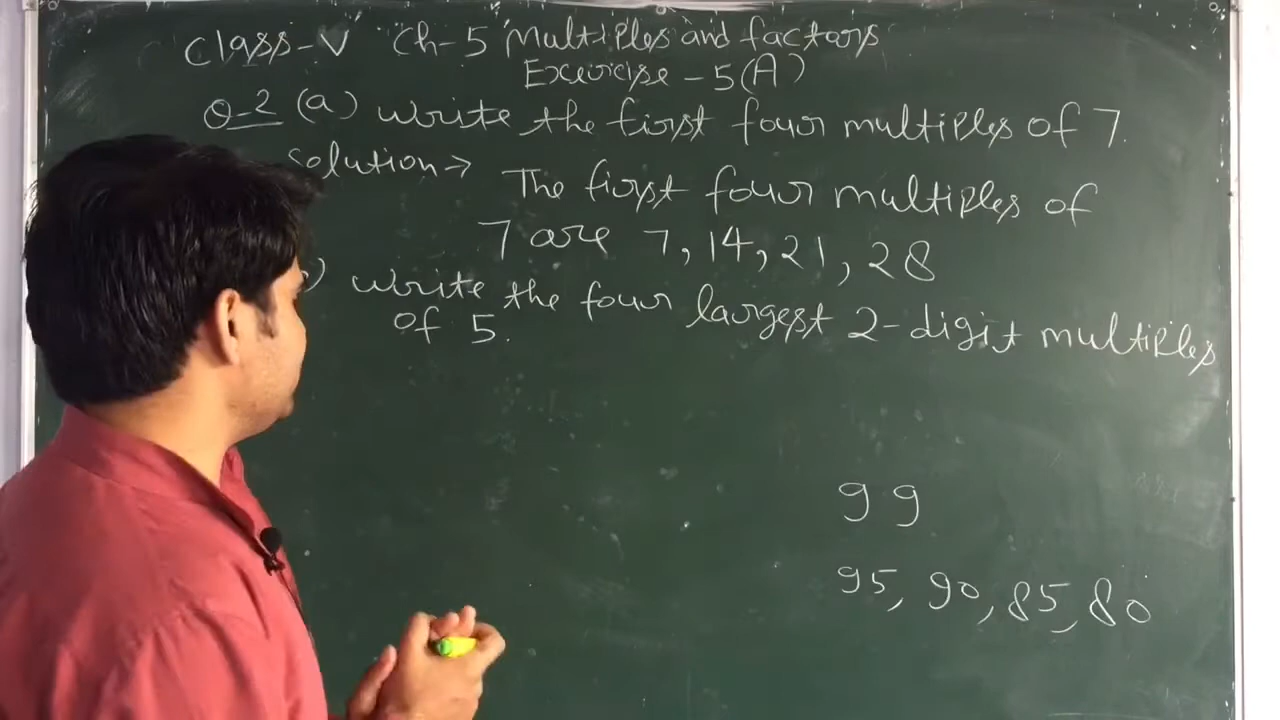 Class-V Ch-5 Multiples and factors
Exercise - 5(A)
Q-2 (a) Write the first four multiples of 7.
Solution →
The first four multiples of
7 are 7, 14, 21, 28
) Write the four largest 2-digit multiples
of 5.
99
95, 90, 85, 80